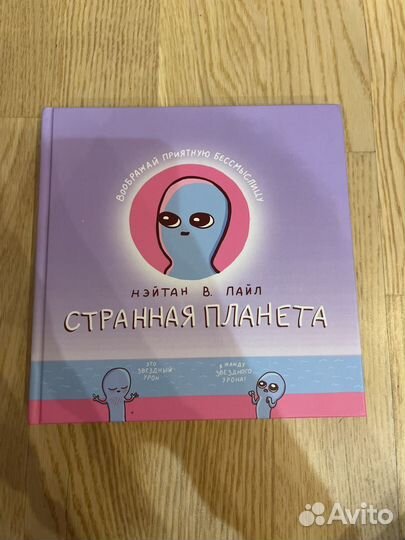 ВООБРАЖАЙ ПРИЯТНУЮ БЕССМЫСЛИЦУ
НЭЙТАН В. ПАЙЛ
СТРАННАЯ ПЛАНЕТА
ЭТО
ЗВЕЗДНЫЙ
УРОН
Я ЖАЖДУ
ЗВЕЗДНОГО
УРОНА!
Avito